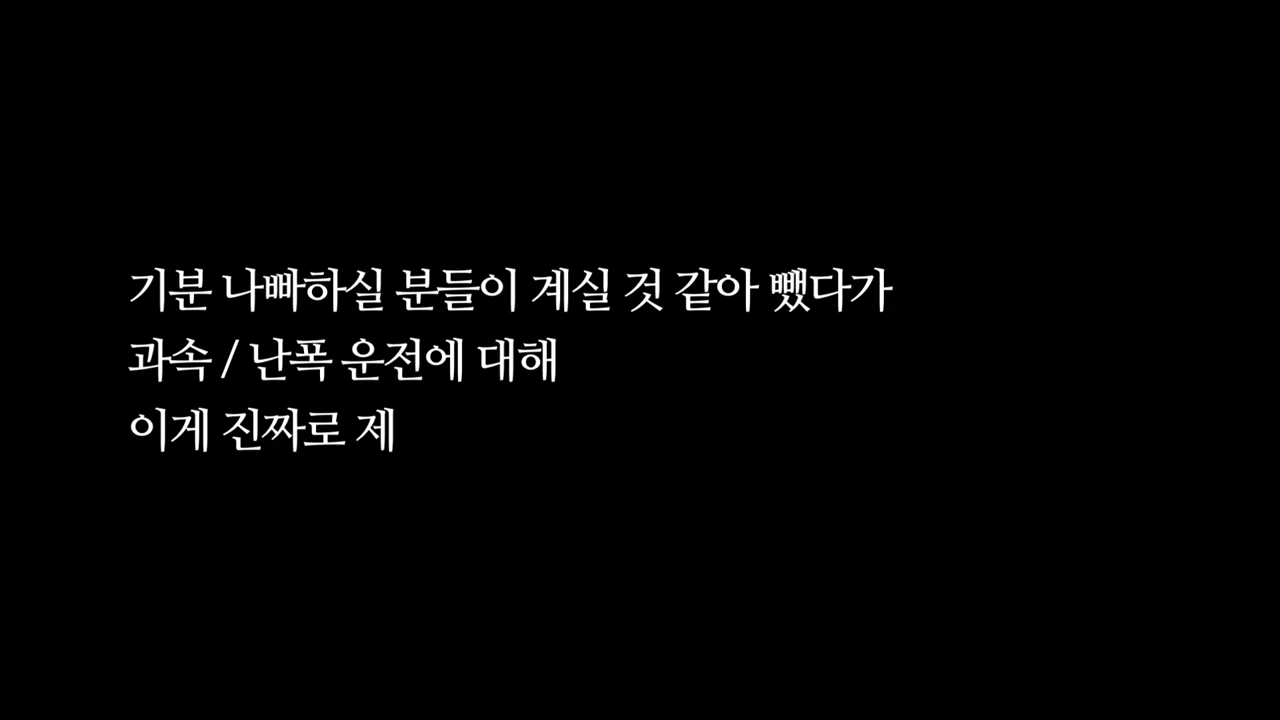 기분 나빠하실 분들이 계실 것 같아 뺐다가
과속 / 난폭 운전에 대해
이게 진짜로 제